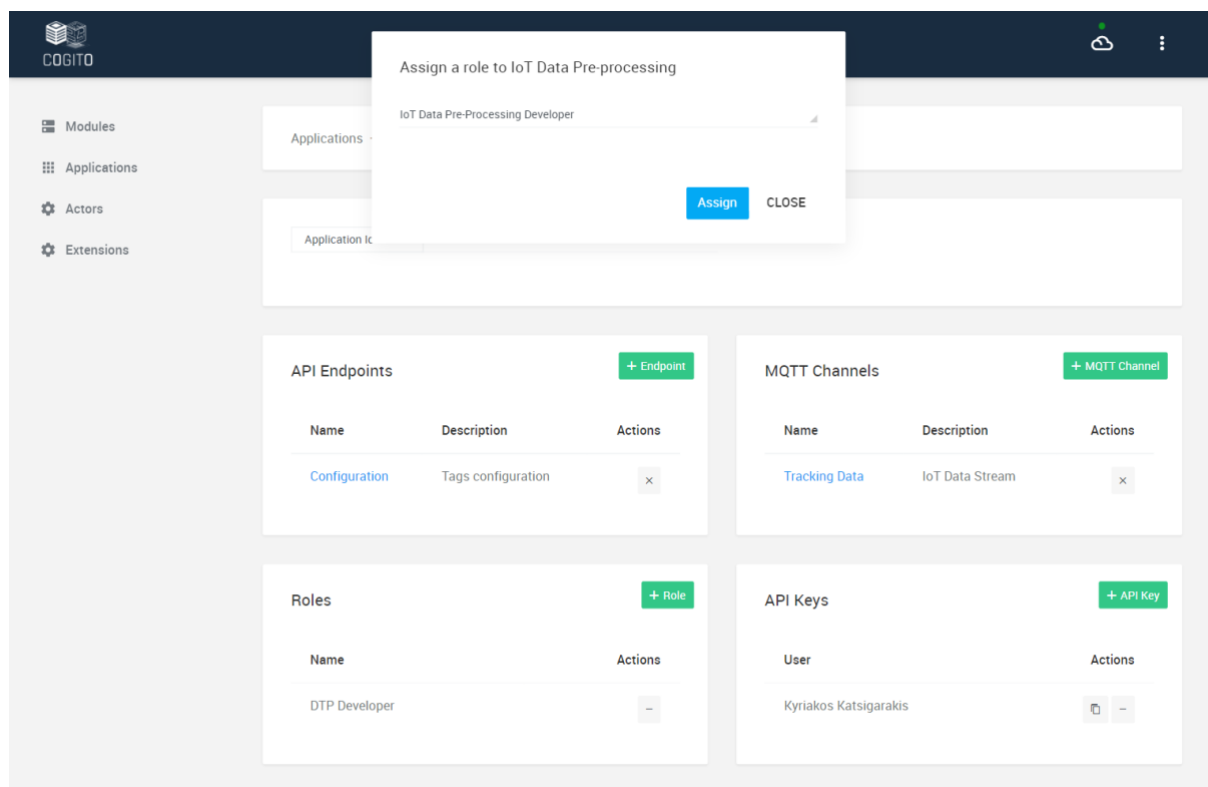 COGITO
Assign a role to IoT Data Pre-processing
IoT Data Pre-Processing Developer
Assign CLOSE
Modules
Applications
Actors
Extensions
Applications
Application
API Endpoints
+ Endpoint
Name Description Actions
Configuration Tags configuration ×
MQTT Channels
+ MQTT Channel
Name Description Actions
Tracking Data IoT Data Stream ×
Roles
+ Role
Name Actions
DTP Developer –
API Keys
+ API Key
User Actions
Kyriakos Katsigarakis –